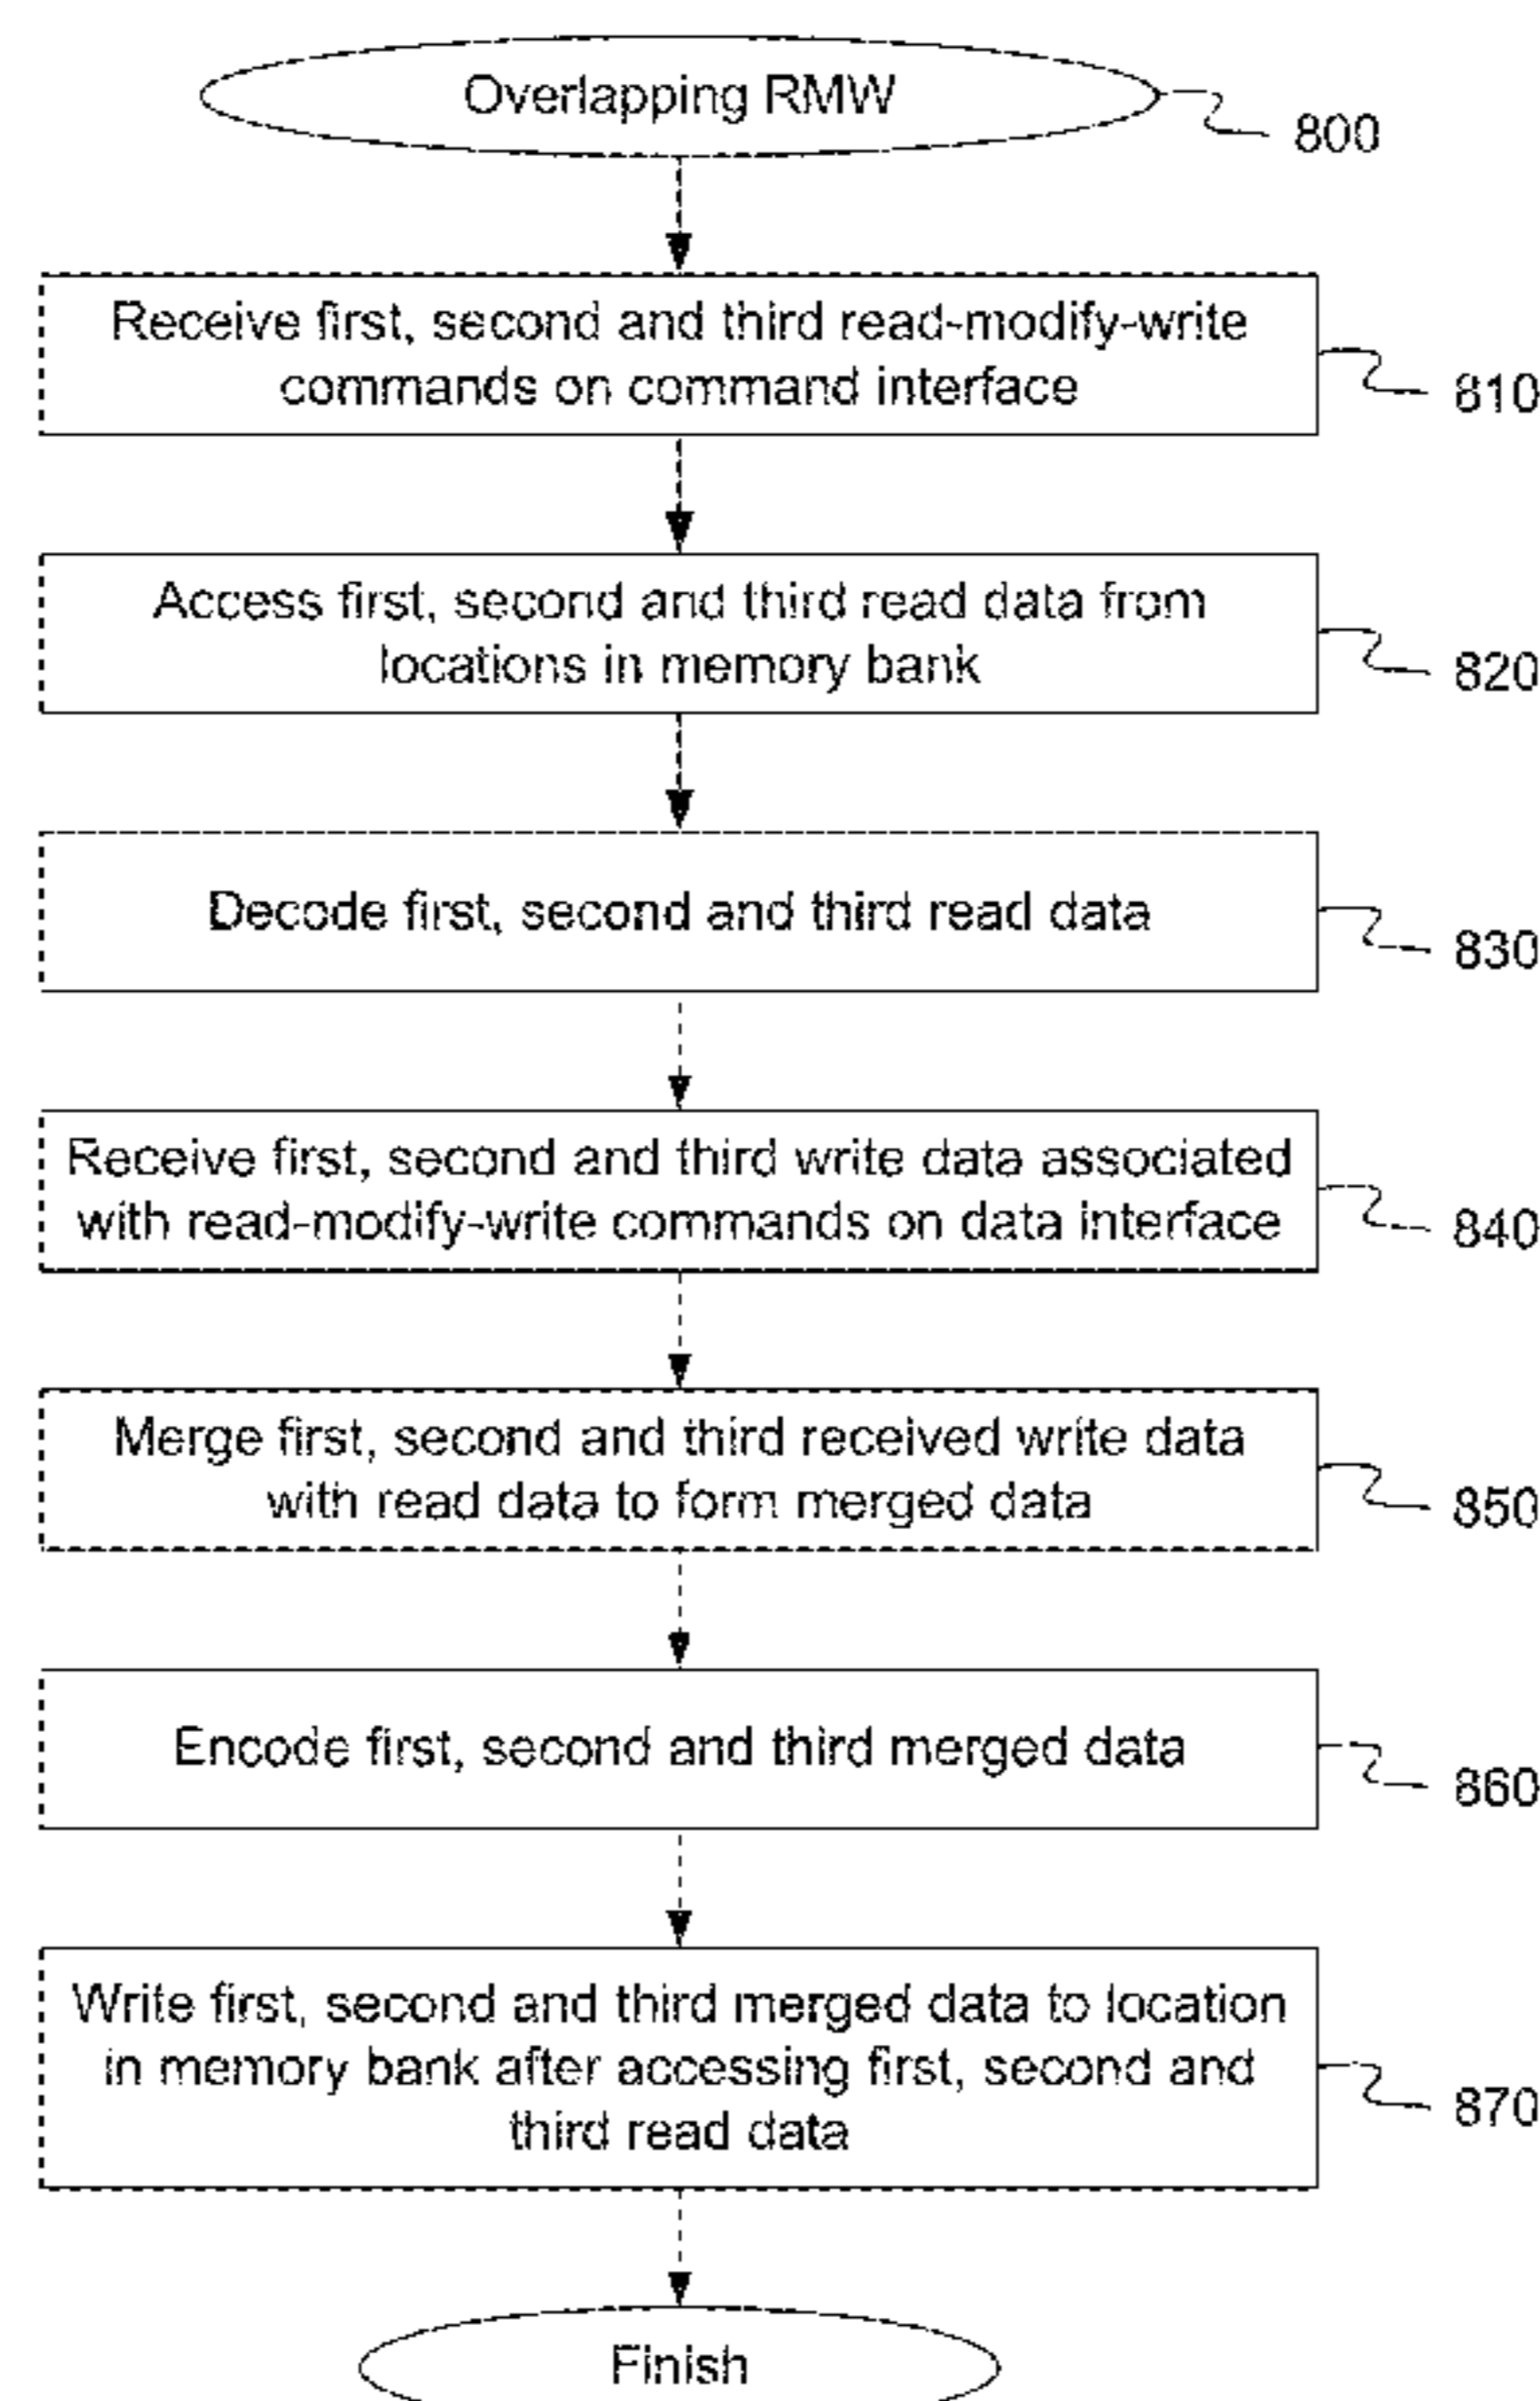 Overlapping RMW
800
Receive first, second and third read-modify-write
commands on command interface
810
Access first, second and third read data from
locations in memory bank
820
Decode first, second and third read data
830
Receive first, second and third write data associated
with read-modify-write commands on data interface
840
Merge first, second and third received write data
with read data to form merged data
850
Encode first, second and third merged data
860
Write first, second and third merged data to location
in memory bank after accessing first, second and
third read data
870
Finish